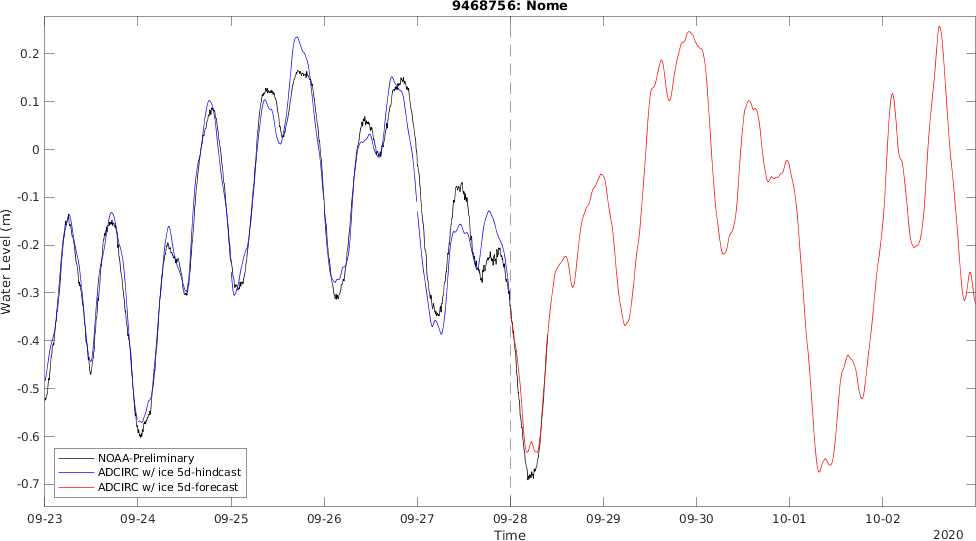 9468756: Nome
0.2
0.1
0
-0.1
-0.2
-0.3
-0.4
-0.5
-0.6
-0.7
Water Level (m)
NOAA-Preliminary
ADCIRC w/ ice 5d-hindcast
ADCIRC w/ ice 5d-forecast
09-23 09-24 09-25 09-26 09-27 09-28 09-29 09-30 10-01 10-02
Time
2020